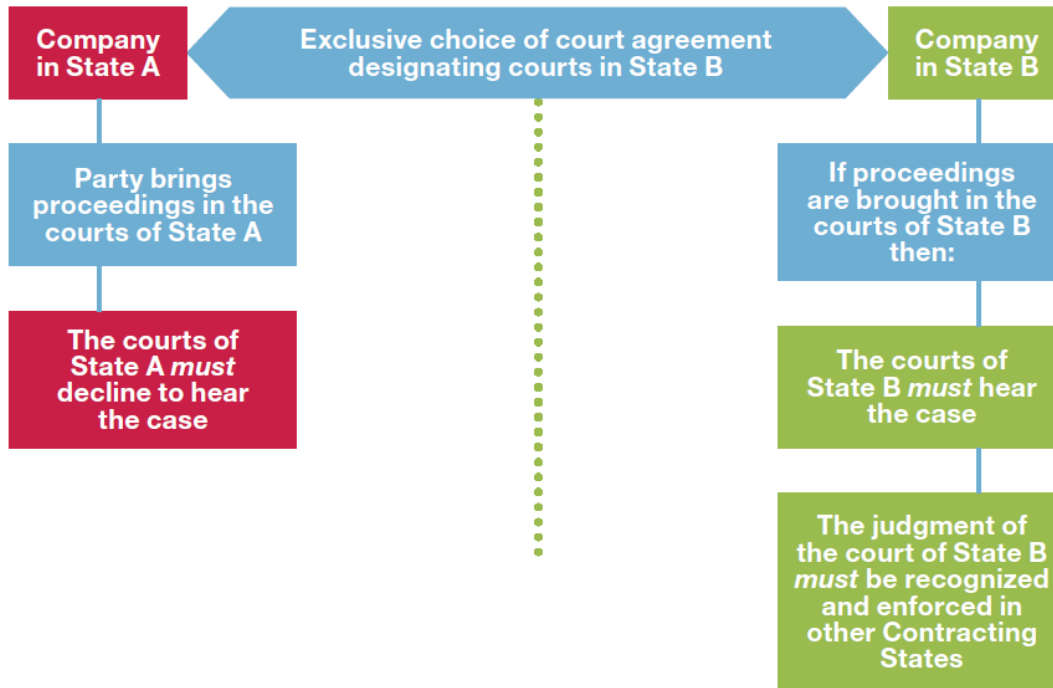 Company
in State A
Exclusive choice of court agreement
designating courts in State B
Company
in State B
Party brings
proceedings in the
courts of State A
The courts of
State A must
decline to hear
the case
If proceedings
are brought in the
courts of State B
then:
The courts of
State B must hear
the case
The judgment of
the court of State B
must be recognized
and enforced in
other Contracting
States